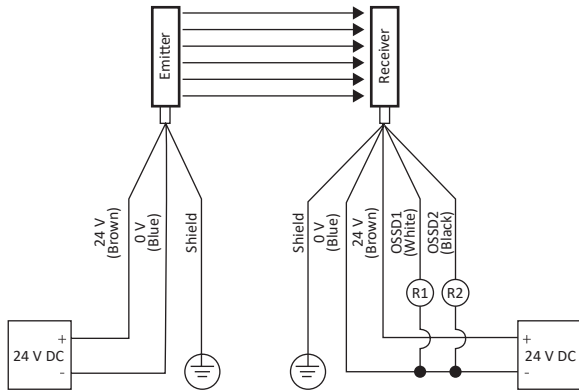 Emitter
Receiver
24 V
(Brown)
0 V
(Blue)
Shield
Shield
0 V
(Blue)
24 V
(Brown)
OSSD1
(White)
OSSD2
(Black)
R1
R2
+
24 V DC
-
+
24 V DC
-